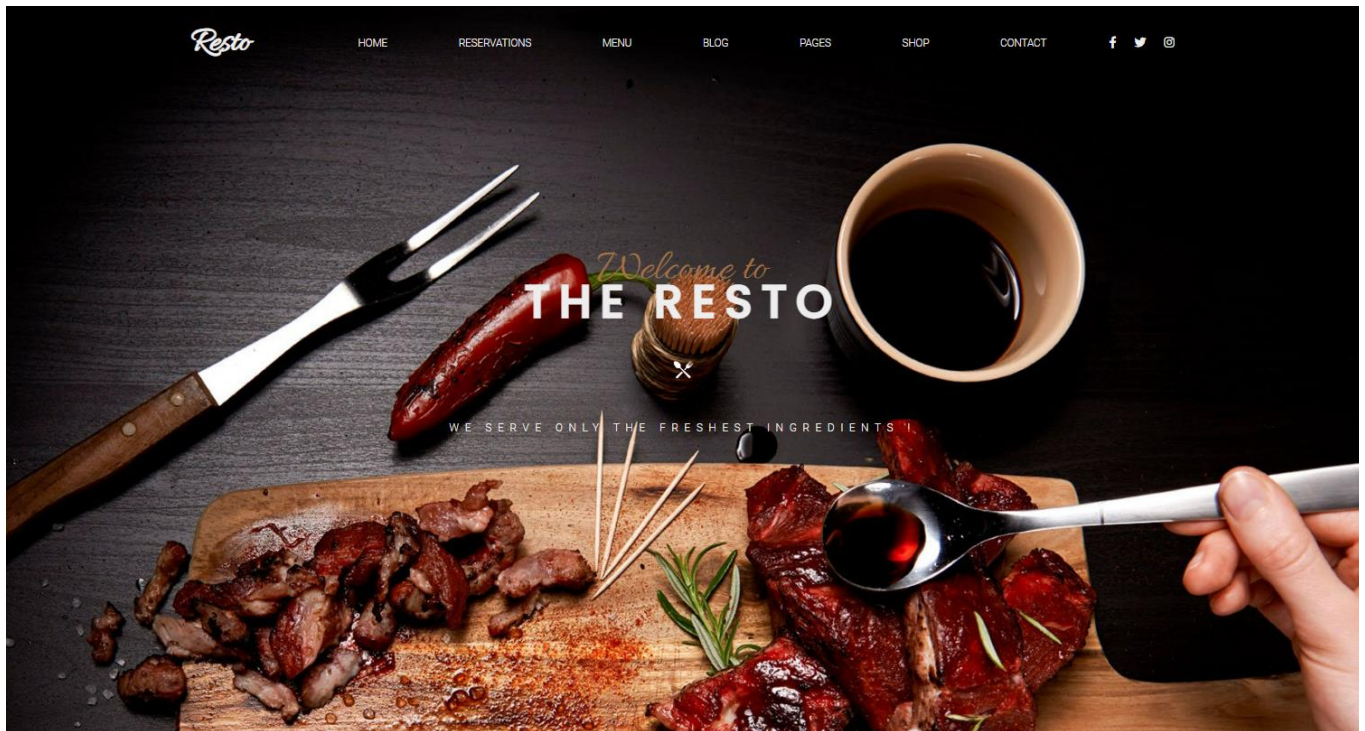 Resto
HOME RESERVATIONS MENU BLOG PAGES SHOP CONTACT
Welcome to
THE RESTO
WE SERVE ONLY THE FRESHEST INGREDIENTS !